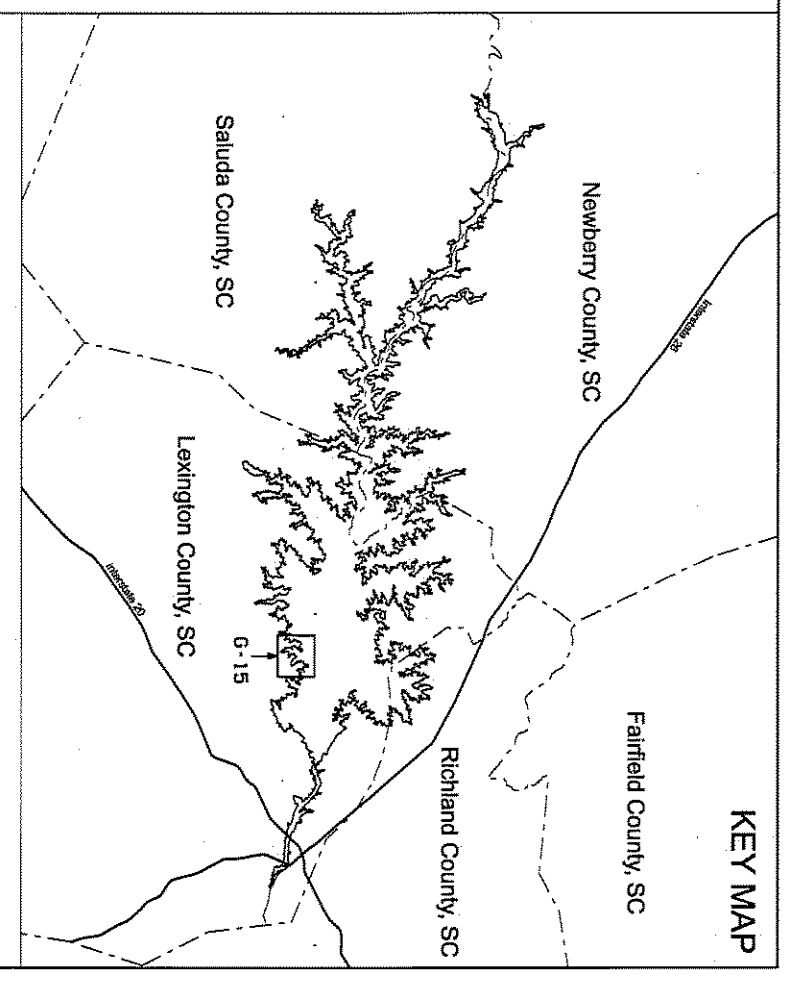 KEY MAP
Fairfield County, SC
Newberry County, SC
Interstate 26
Richland County, SC
Saluda County, SC
Lexington County, SC
G-15
Interstate 20